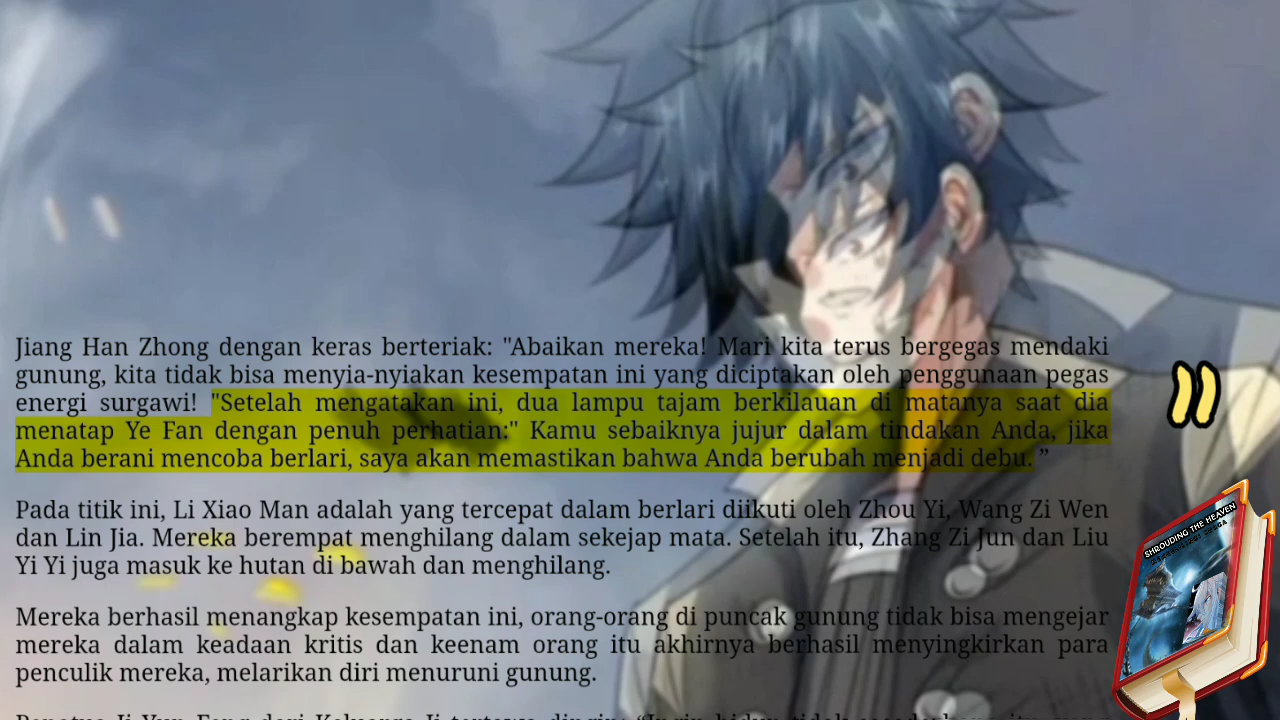 Jiang Han Zhong dengan keras berteriak: "Abaikan mereka! Mari kita terus bergegas mendaki
gunung, kita tidak bisa menyia-nyiakan kesempatan ini yang diciptakan oleh penggunaan pegas
energi surgawi! "Setelah mengatakan ini, dua lampu tajam berkilauan di matanya saat dia
menatap Ye Fan dengan penuh perhatian:" Kamu sebaiknya jujur dalam tindakan Anda, jika
Anda berani mencoba berlari, saya akan memastikan bahwa Anda berubah menjadi debu. ”
Pada titik ini, Li Xiao Man adalah yang tercepat dalam berlari diikuti oleh Zhou Yi, Wang Zi Wen
dan Lin Jia. Mereka berempat menghilang dalam sekejap mata. Setelah itu, Zhang Zi Jun dan Liu
Yi Yi juga masuk ke hutan di bawah dan menghilang.
Mereka berhasil menangkap kesempatan ini, orang-orang di puncak gunung tidak bisa mengejar
mereka dalam keadaan kritis dan keenam orang itu akhirnya berhasil menyingkirkan para
penculik mereka, melarikan diri menuruni gunung.
SHROUDING THE HEAVEN